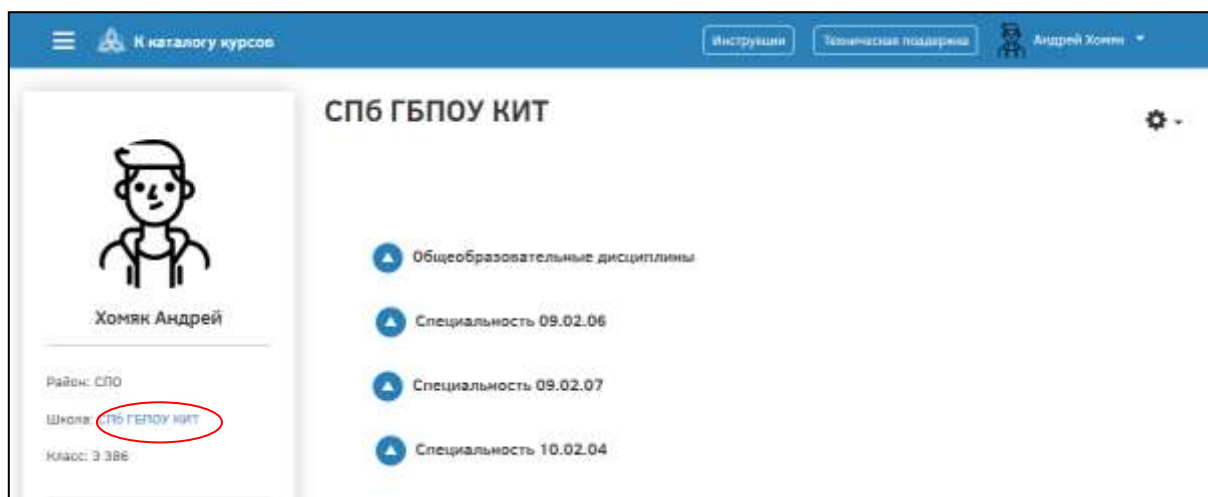 К каталогу курсов
Инструкции
Техническая поддержка
Андрей Хомяк
СПб ГБПОУ КИТ
Хомяк Андрей
Район: СПО
Школа: СПб ГБПОУ КИТ
Класс: 3 386
Общеобразовательные дисциплины
Специальность 09.02.06
Специальность 09.02.07
Специальность 10.02.04